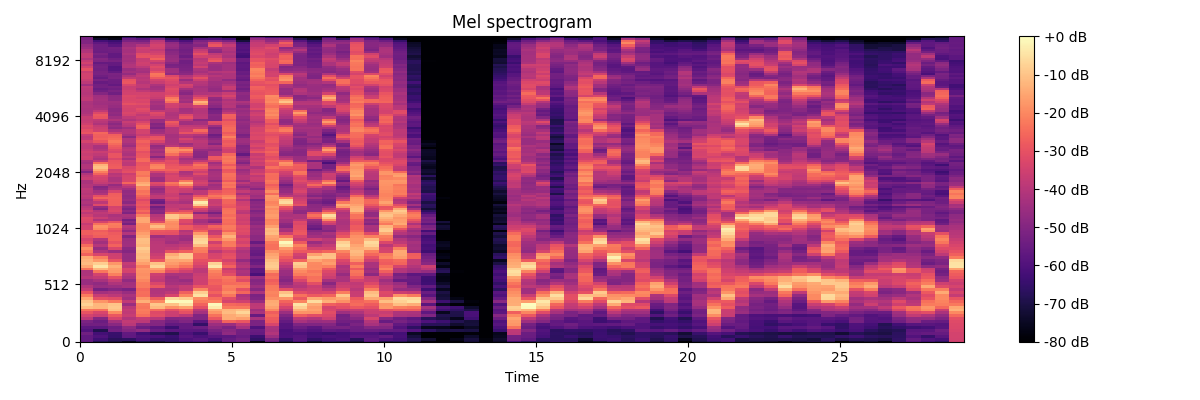 Mel spectrogram
8192
4096
2048
1024
512
0
Hz
0 5 10 15 20 25
Time
+0 dB
-10 dB
-20 dB
-30 dB
-40 dB
-50 dB
-60 dB
-70 dB
-80 dB